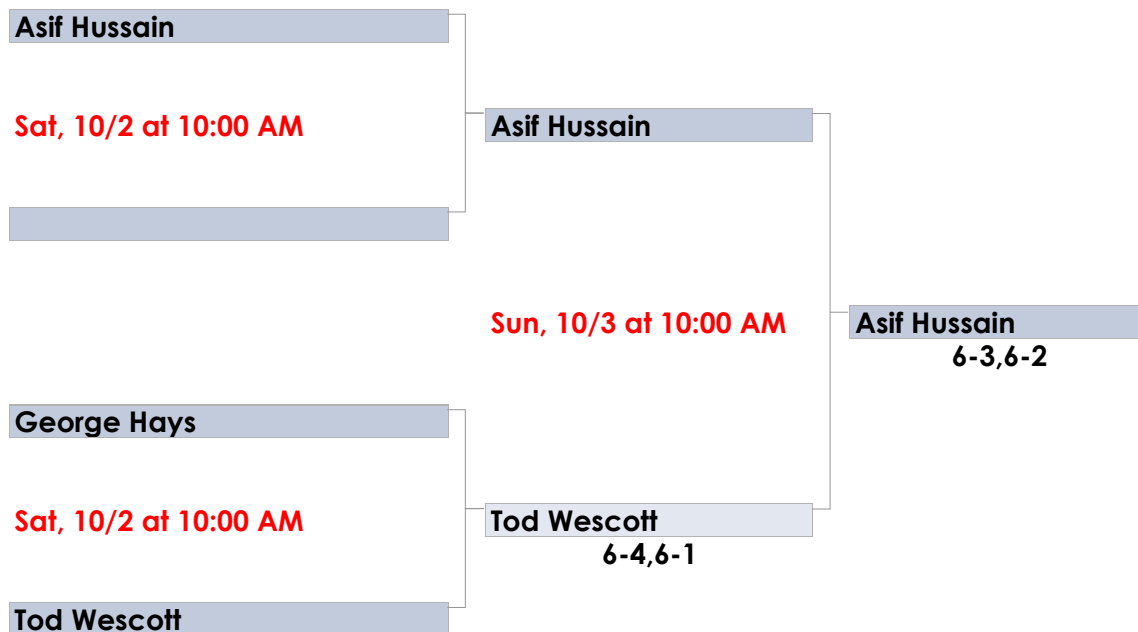 Asif Hussain
Sat, 10/2 at 10:00 AM
Asif Hussain
Sun, 10/3 at 10:00 AM
Asif Hussain
6-3,6-2
George Hays
Sat, 10/2 at 10:00 AM
Tod Wescott
6-4,6-1
Tod Wescott